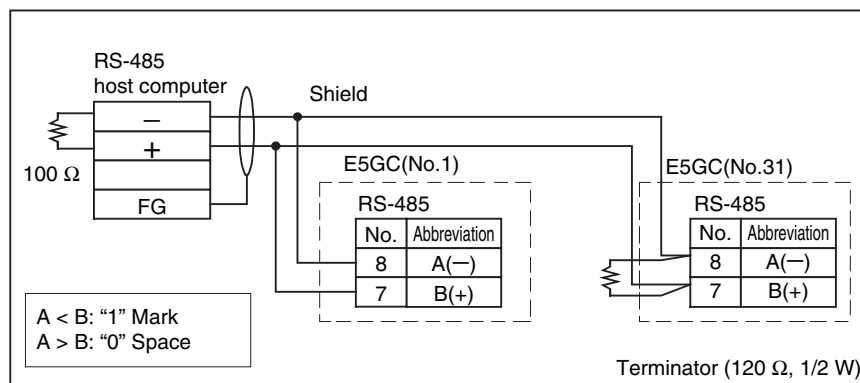 RS-485
host computer
Shield
−
+
100 Ω
FG
E5GC(No.1)
RS-485
No. Abbreviation
8 A(−)
7 B(+)
E5GC(No.31)
RS-485
No. Abbreviation
8 A(−)
7 B(+)
A < B: “1” Mark
A > B: “0” Space
Terminator (120 Ω, 1/2 W)